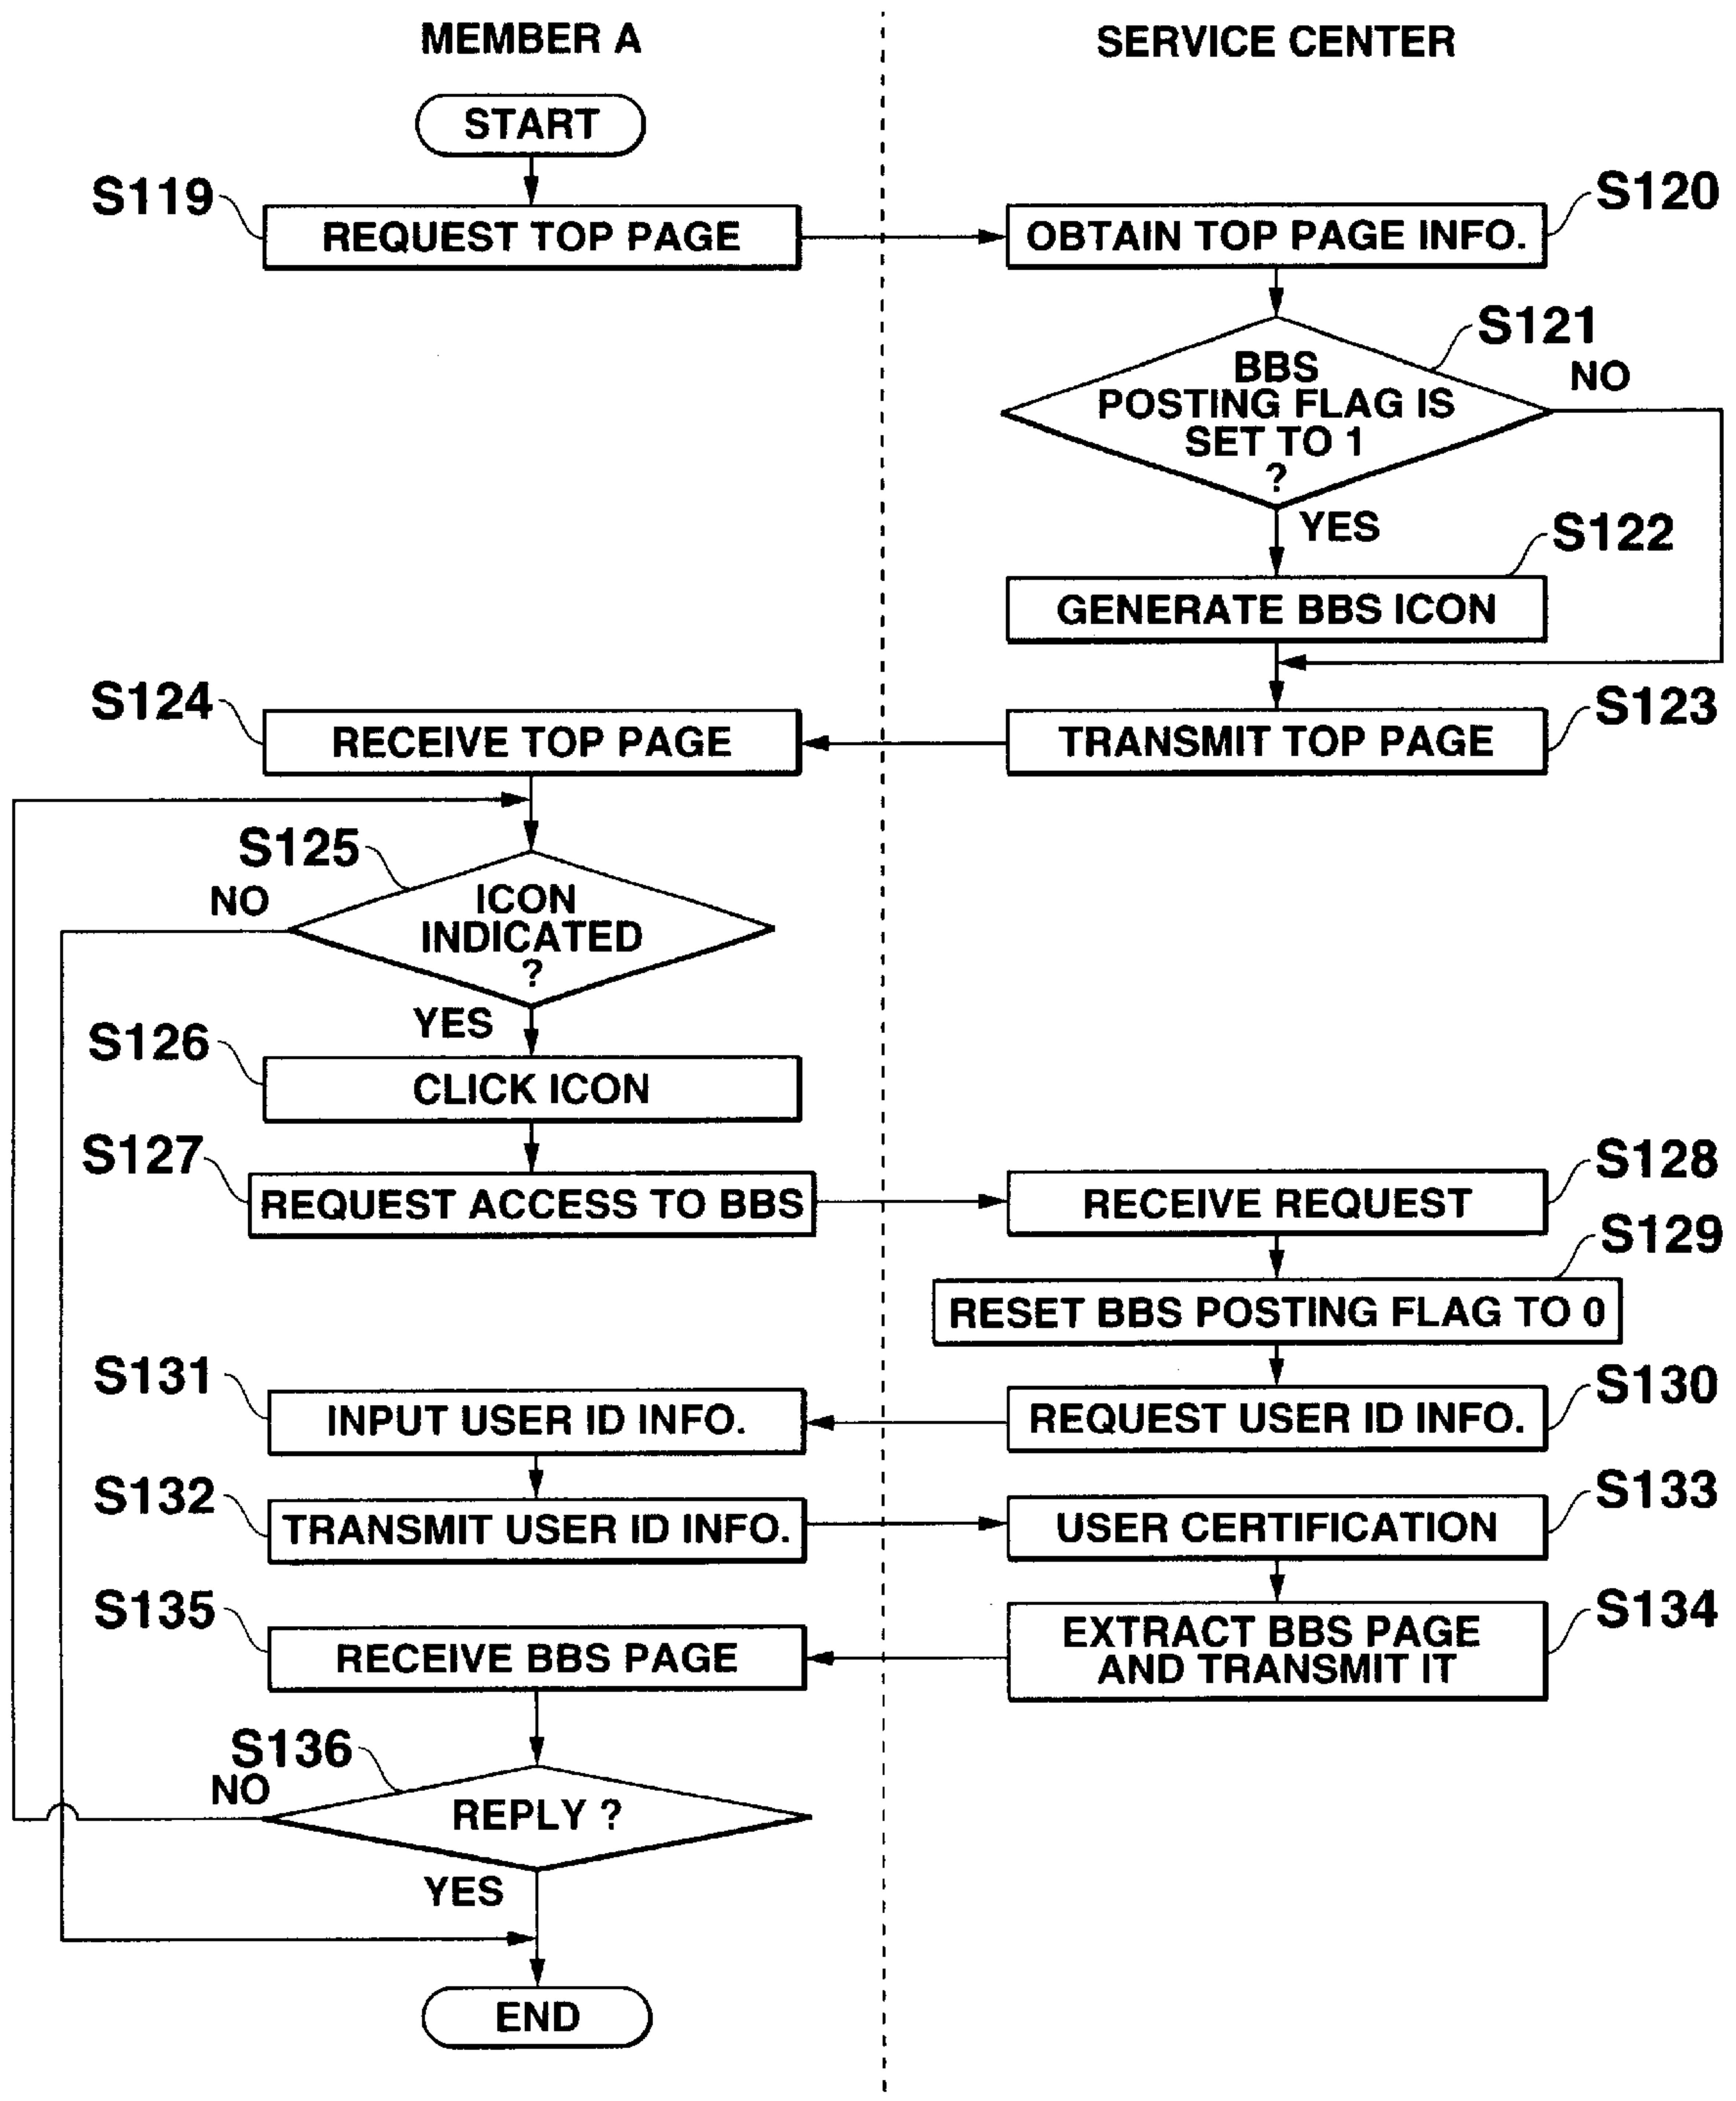 MEMBER A
SERVICE CENTER
START
S119
REQUEST TOP PAGE
S120
OBTAIN TOP PAGE INFO.
S121
BBS
POSTING FLAG IS
SET TO 1
?
NO
YES
S122
GENERATE BBS ICON
S123
TRANSMIT TOP PAGE
S124
RECEIVE TOP PAGE
S125
NO
ICON
INDICATED
?
YES
S126
CLICK ICON
S127
REQUEST ACCESS TO BBS
S128
RECEIVE REQUEST
S129
RESET BBS POSTING FLAG TO 0
S130
REQUEST USER ID INFO.
S131
INPUT USER ID INFO.
S132
TRANSMIT USER ID INFO.
S133
USER CERTIFICATION
S134
EXTRACT BBS PAGE
AND TRANSMIT IT
S135
RECEIVE BBS PAGE
S136
NO
REPLY ?
YES
END